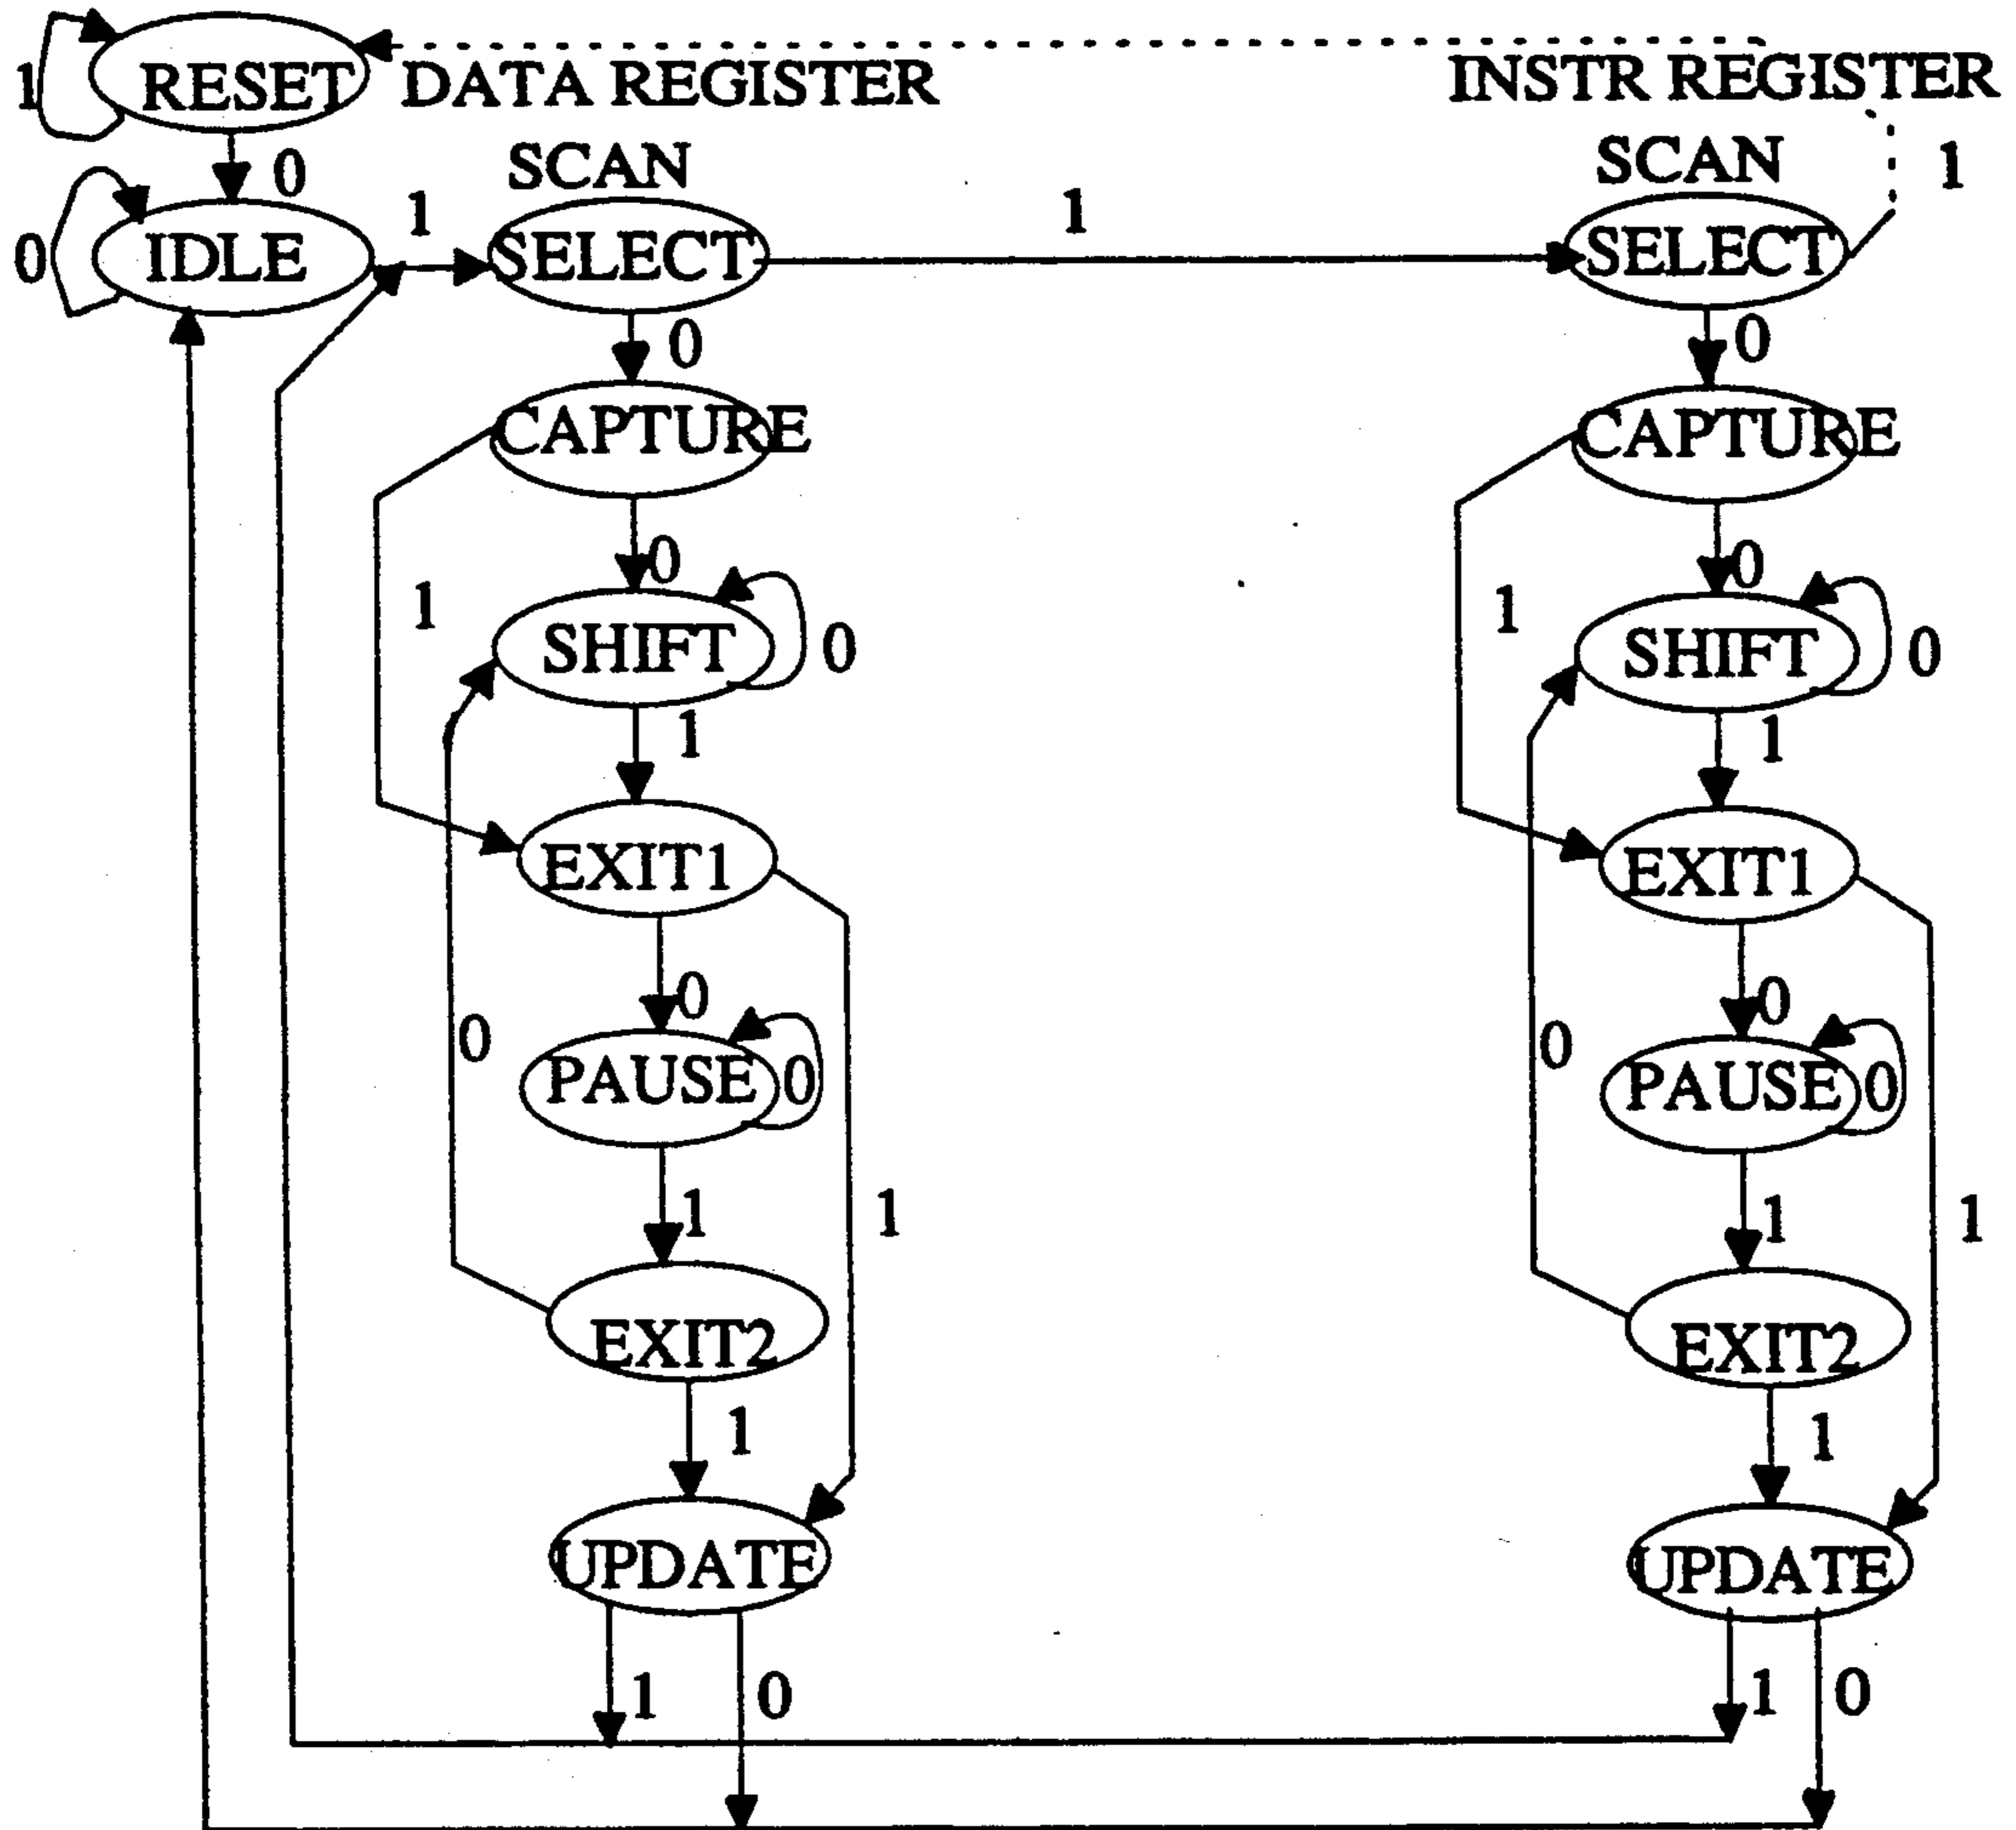 1
RESET
DATA REGISTER
INSTR REGISTER
0
SCAN
SCAN
1
0
IDLE
1
SELECT
1
SELECT
0
0
CAPTURE
CAPTURE
0
0
1
1
SHIFT
0
SHIFT
0
1
1
EXIT1
EXIT1
0
0
0
0
PAUSE
0
PAUSE
0
1
1
1
1
EXIT2
EXIT2
1
1
UPDATE
UPDATE
1
0
1
0